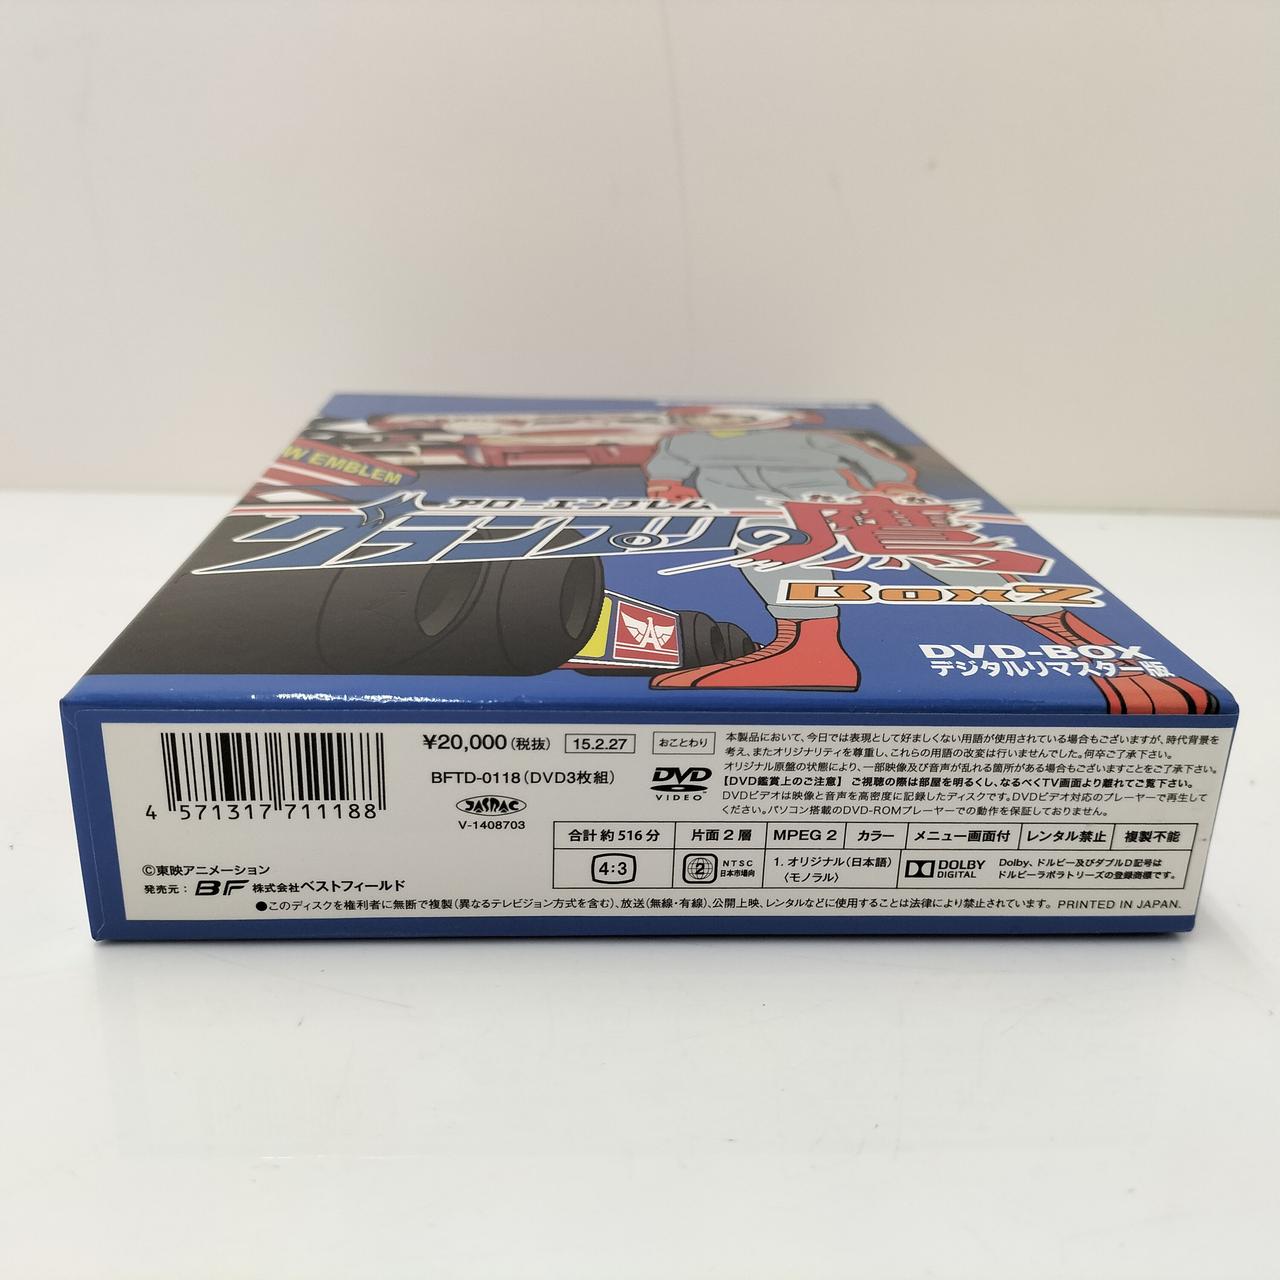 W EMBLEM
アローエンブレム
グランプリの鷹
Box2
DVD-BOX
デジタルリマスター版
4 571317 711188
¥20,000(税抜) 15.2.27
BFTD-0118(DVD3枚組)
JASRAC
V-1408703
おことわり
DVD
VIDEO
本製品において、今日では表現として好ましくない用語が使用されている場合もございますが、時代背景を
考え、またオリジナリティを尊重し、これらの用語の改変は行いませんでした。何卒ご了承下さい。
オリジナル原盤の状態により、一部映像及び音声が乱れる箇所がある場合もございますことをご了承下さい。
【DVD鑑賞上のご注意】 ご視聴の際は部屋を明るくし、なるべくTV画面より離れてご覧下さい。
DVDビデオは映像と音声を高密度に記録したディスクです。DVDビデオ対応のプレーヤーで再生して
ください。パソコン搭載のDVD-ROMプレーヤーでの動作を保証しておりません。
合計 約516分 片面2層 MPEG 2 カラー メニュー画面付 レンタル禁止 複製不能
4:3 2 NTSC 日本市場向 1. オリジナル(日本語) 〈モノラル〉 DOLBY DIGITAL Dolby、ドルビー及びダブルD記号は ドルビーラボラトリーズの登録商標です。
©東映アニメーション
発売元: BF 株式会社ベストフィールド
●このディスクを権利者に無断で複製(異なるテレビジョン方式を含む)、放送(無線・有線)、公開上映、レンタルなどに使用することは法律により禁止されています。 PRINTED IN JAPAN.